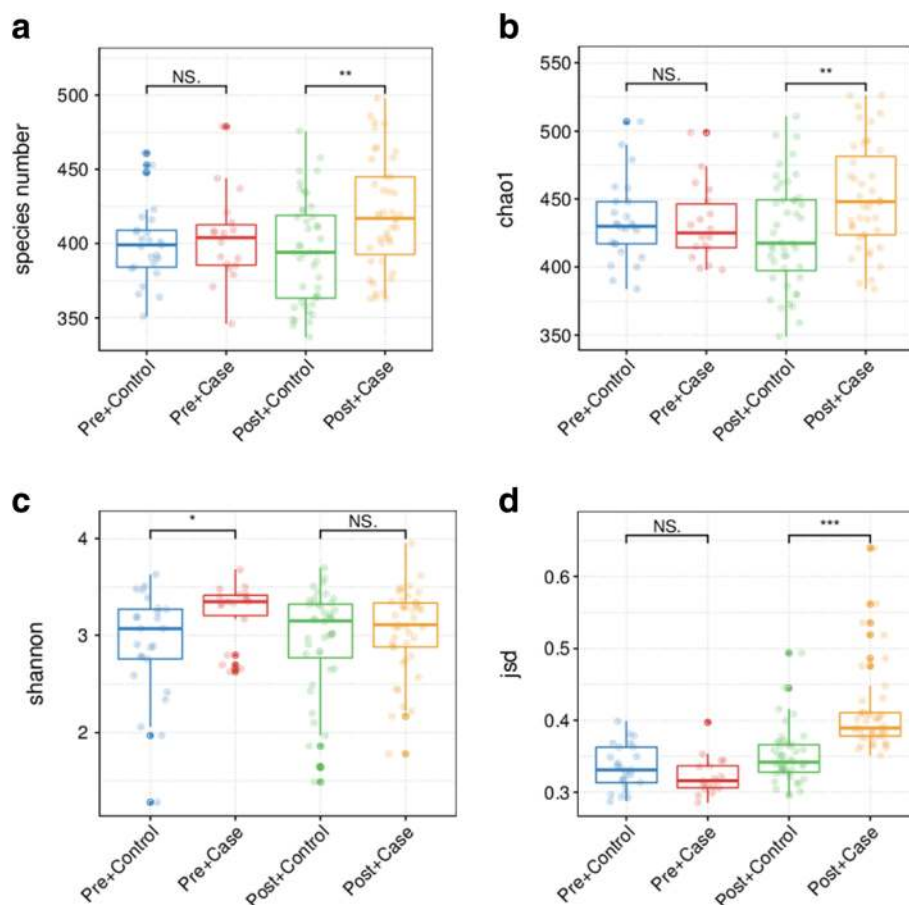 a
NS.
**
500
450
400
350
species number
Pre+Control
Pre+Case
Post+Control
Post+Case
b
550
NS.
**
500
450
400
350
chao1
Pre+Control
Pre+Case
Post+Control
Post+Case
c
*
NS.
4
3
2
shannon
Pre+Control
Pre+Case
Post+Control
Post+Case
d
NS.
***
0.6
0.5
0.4
0.3
jsd
Pre+Control
Pre+Case
Post+Control
Post+Case